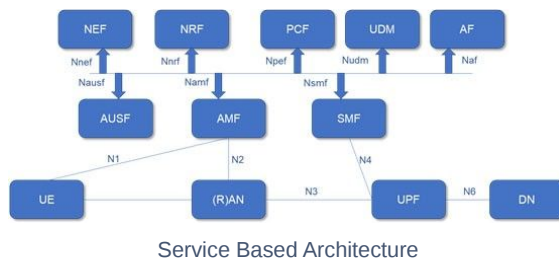 NEF NRF PCF UDM AF
Nnef Nnrf Npef Nudm Naf
Nausf Namf Nsmf
AUSF AMF SMF
N1 N2 N4
UE (R)AN N3 UPF N6 DN
Service Based Architecture